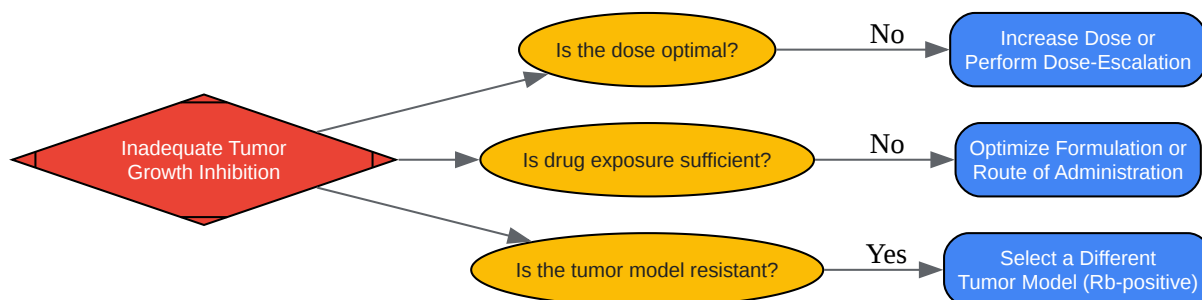 Inadequate Tumor
Growth Inhibition
Is the dose optimal?
No
Increase Dose or
Perform Dose-Escalation
Is drug exposure sufficient?
No
Optimize Formulation or
Route of Administration
Is the tumor model resistant?
Yes
Select a Different
Tumor Model (Rb-positive)